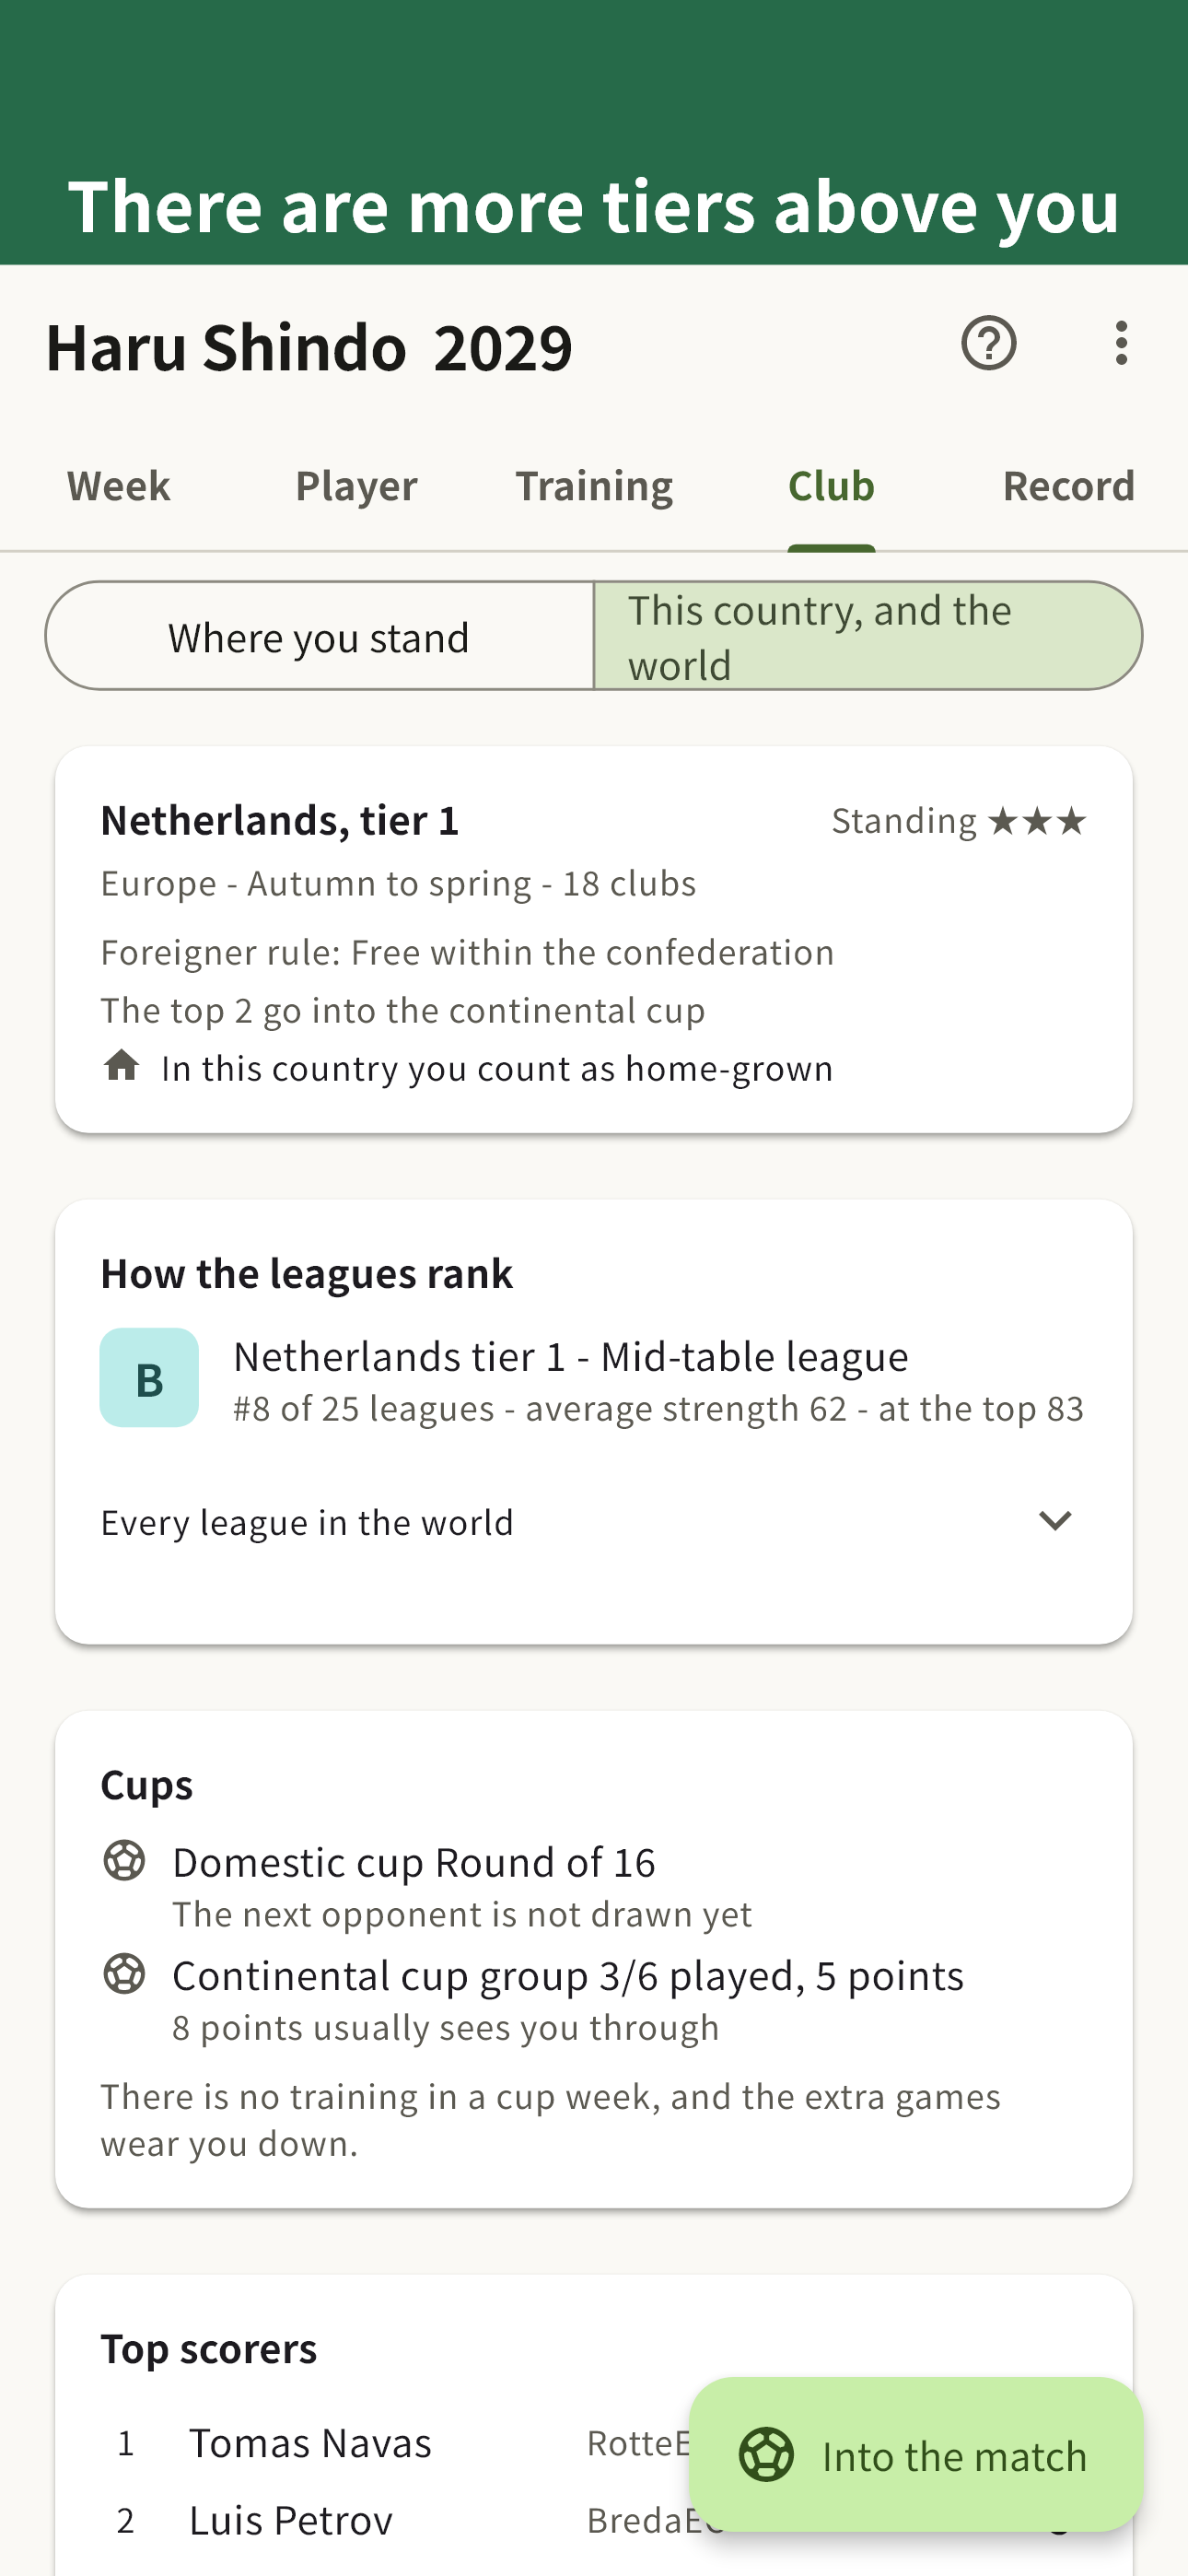 There are more tiers above you
Haru Shindo 2029
Week Player Training Club Record
Where you stand
This country, and the
world
Netherlands, tier 1
Standing ★★★
Europe - Autumn to spring - 18 clubs
Foreigner rule: Free within the confederation
The top 2 go into the continental cup
In this country you count as home-grown
How the leagues rank
B
Netherlands tier 1 - Mid-table league
#8 of 25 leagues - average strength 62 - at the top 83
Every league in the world
Cups
Domestic cup Round of 16
The next opponent is not drawn yet
Continental cup group 3/6 played, 5 points
8 points usually sees you through
There is no training in a cup week, and the extra games
wear you down.
Top scorers
1 Tomas Navas
2 Luis Petrov
Into the match